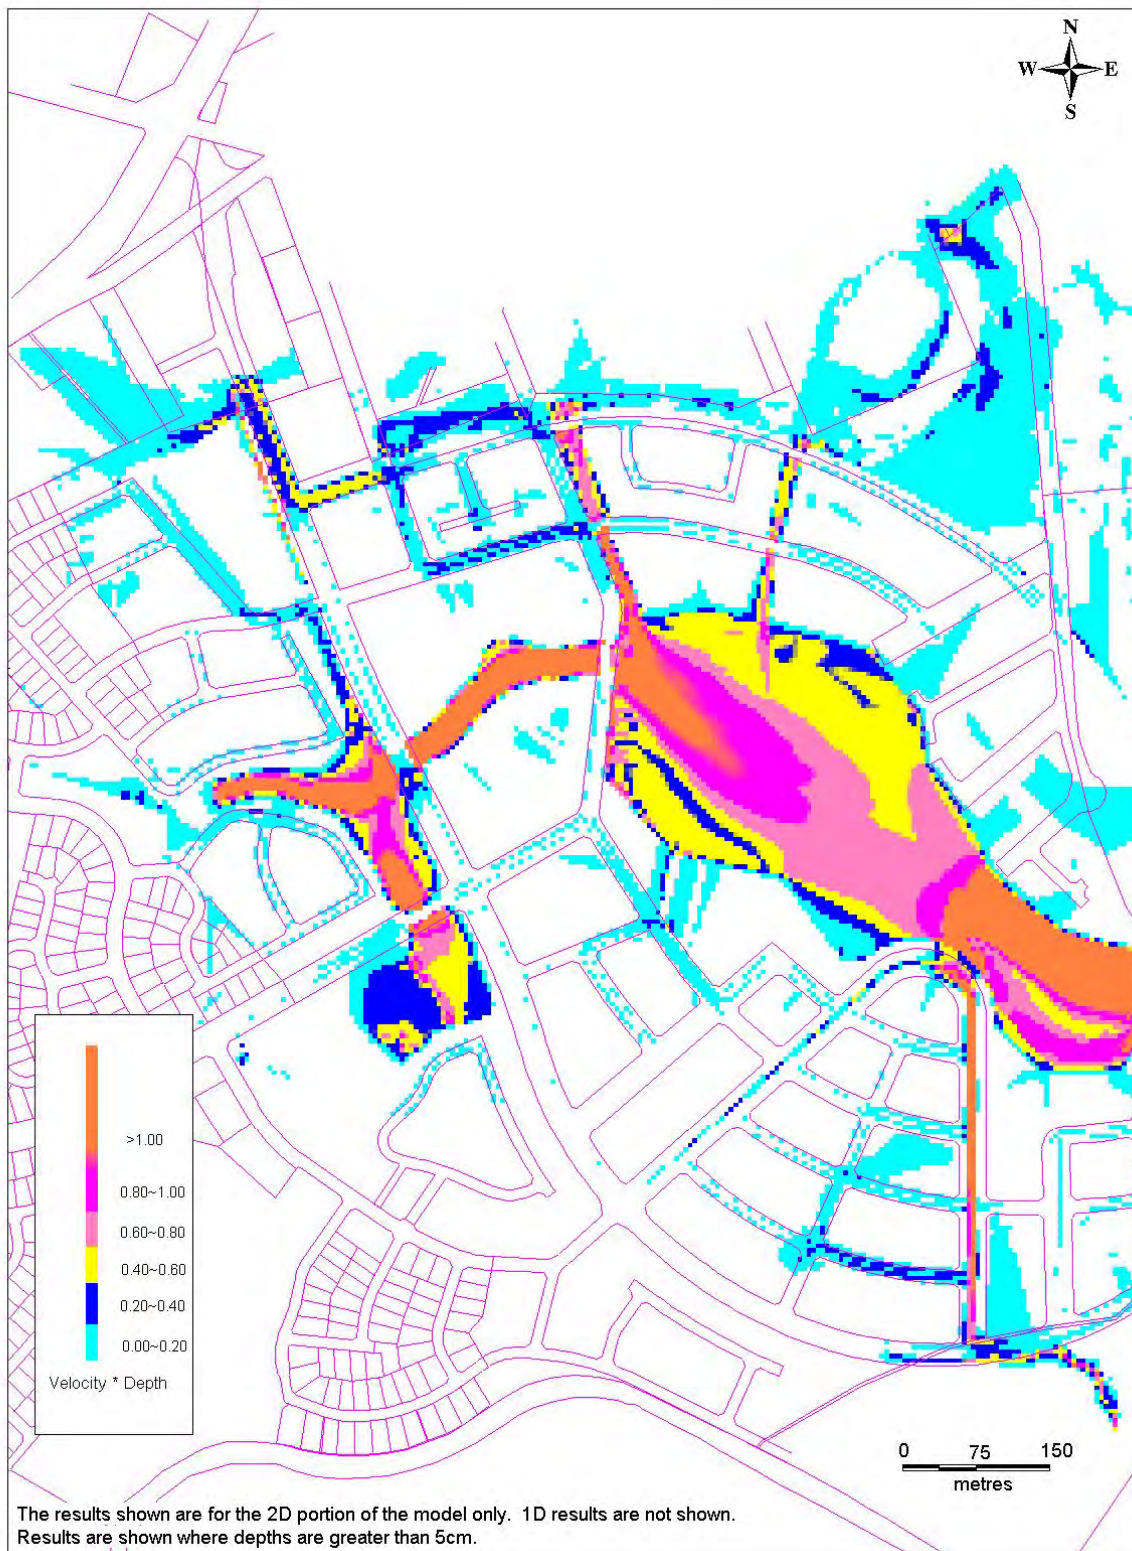 N
W E
S
>1.00
0.80~1.00
0.60~0.80
0.40~0.60
0.20~0.40
0.00~0.20
Velocity * Depth
0 75 150
metres
The results shown are for the 2D portion of the model only. 1D results are not shown.
Results are shown where depths are greater than 5cm.